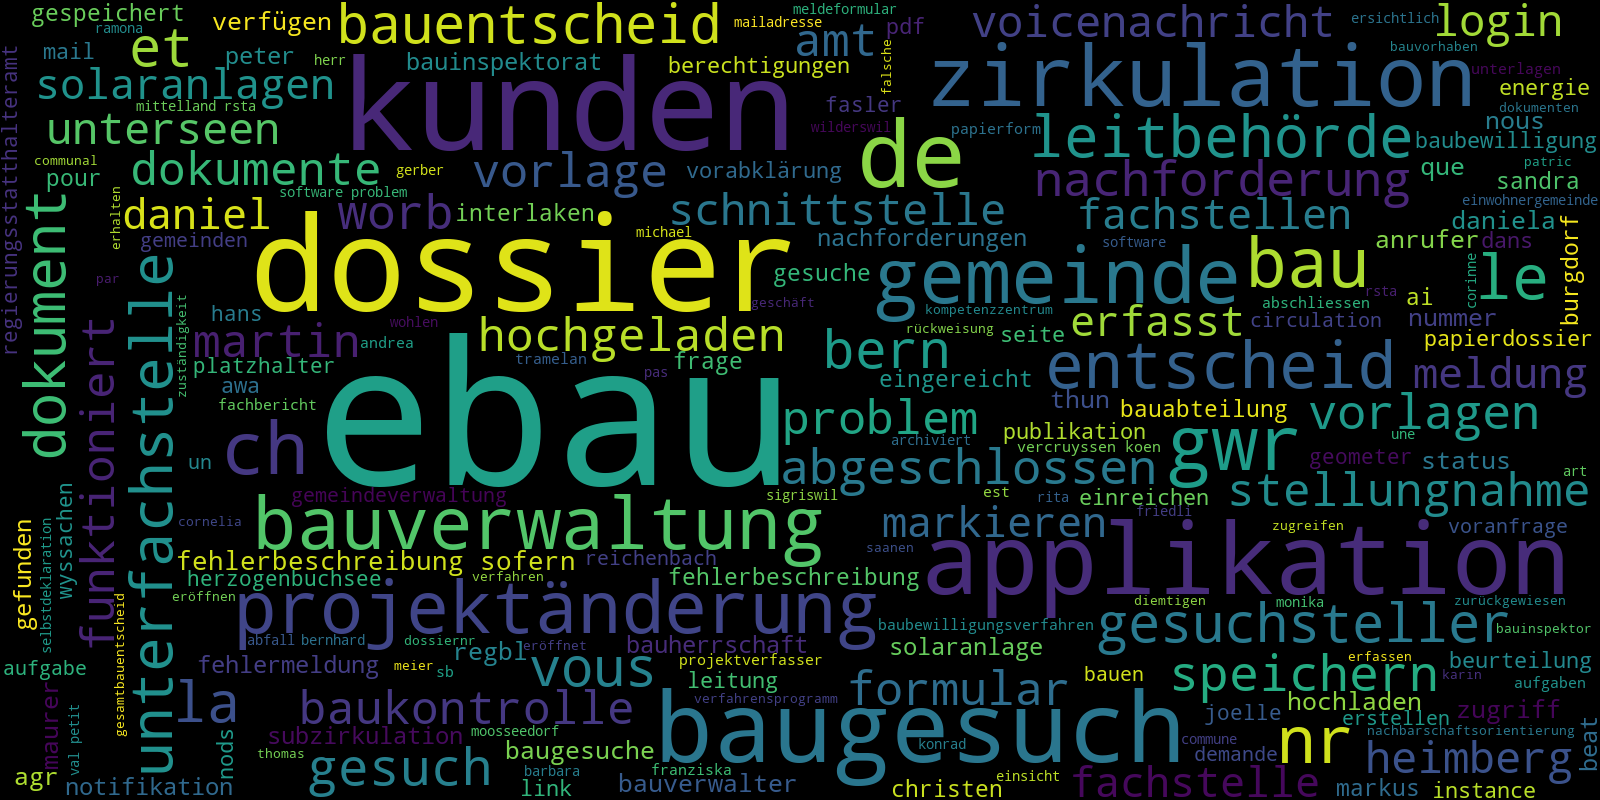 gespeichert
ramona
verfügen
bauentscheid
mailadresse
meldeformular
pdf
voicenachricht
ersichtlich
login
mail
et
peter
herr
bauinspektorat
amt
berechtigungen
falsche
zirkulation
bauvorhaben
unterlagen
energie
solaranlagen
mittelland rsta
kunden
fasler
dokumenten
regierungsstatthalteramt
unterseen
wilderswil
de
papierform
leitbehörde
nous
baubewilligung
communal
pour
dokumente
gerber
vorlage
vorabklärung
nachforderung
que
patric
sandra
software problem
dokument
erhalten
daniel
worb
interlaken
schnittstelle
fachstellen
einwohnergemeinde
daniela
burgdorf
gemeinden
dossier
michael
nachforderungen
software
anrufer
dans
par
unterfachstelle
gesuche
gemeinde
bau
corinne
le
zuständigkeit
hans
geschäft
kompetenzzentrum
rsta
ai
abschliessen
funktioniert
martin
wohlen
andrea
hochgeladen
rückweisung
seite
erfasst
circulation
nummer
papierdossier
platzhalter
tramelan
frage
bern
entscheid
meldung
awa
pas
eingereicht
fachbericht
ebau
problem
thun
bauabteilung
vorlagen
un
ch
archiviert
publikation
vercruyssen koen
gwr
une
abgeschlossen
geometer
status
art
gemeindeverwaltung
sigriswil
est
rita
einreichen
stellungnahme
wyssachen
cornelia
bauverwaltung
markieren
friedli
zugreifen
voranfrage
gefunden
selbstdeklaration
fehlerbeschreibung sofern
reichenbach
saanen
applikation
herzogenbuchsee
verfahren
fehlerbeschreibung
eröffnen
gesamtbauentscheid
projektänderung
diemtigen
monika
zurückgewiesen
abfall
bernhard
dossiernr
eröffnet
bauherrschaft
baubewilligungsverfahren
gesuchsteller
bauinspektor
aufgabe
fehlermeldung
meier
sb
regbl
vous
projektverfasser
solaranlage
erfassen
beurteilung
leitung
bauen
speichern
karin
aufgaben
maurer
la
baukontrolle
verfahrensprogramm
formular
hochladen
val petit
nods
subzirkulation
moosseedorf
baugesuch
joelle
erstellen
zugriff
nachbarschaftsorientierung
beat
thomas
gesuch
baugesuche
konrad
commune
demande
nr
heimberg
agr
notifikation
barbara
link
franziska
bauverwalter
christen
einsicht
fachstelle
markus
instance